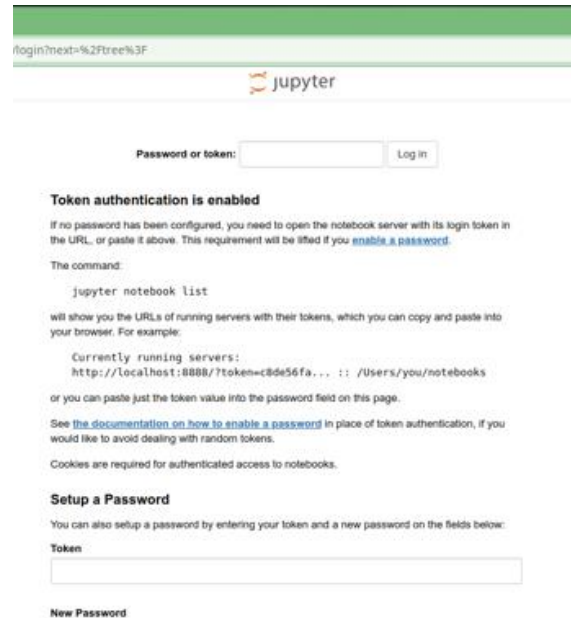 /login?next=%2Ftree%3F
jupyter
Password or token: Log in
Token authentication is enabled
If no password has been configured, you need to open the notebook server with its login token in
the URL, or paste it above. This requirement will be lifted if you enable a password.
The command:
jupyter notebook list
will show you the URLs of running servers with their tokens, which you can copy and paste into
your browser. For example:
Currently running servers:
http://localhost:8888/?token=c8de56fa... :: /Users/you/notebooks
or you can paste just the token value into the password field on this page.
See the documentation on how to enable a password in place of token authentication, if you
would like to avoid dealing with random tokens.
Cookies are required for authenticated access to notebooks.
Setup a Password
You can also setup a password by entering your token and a new password on the fields below:
Token
New Password